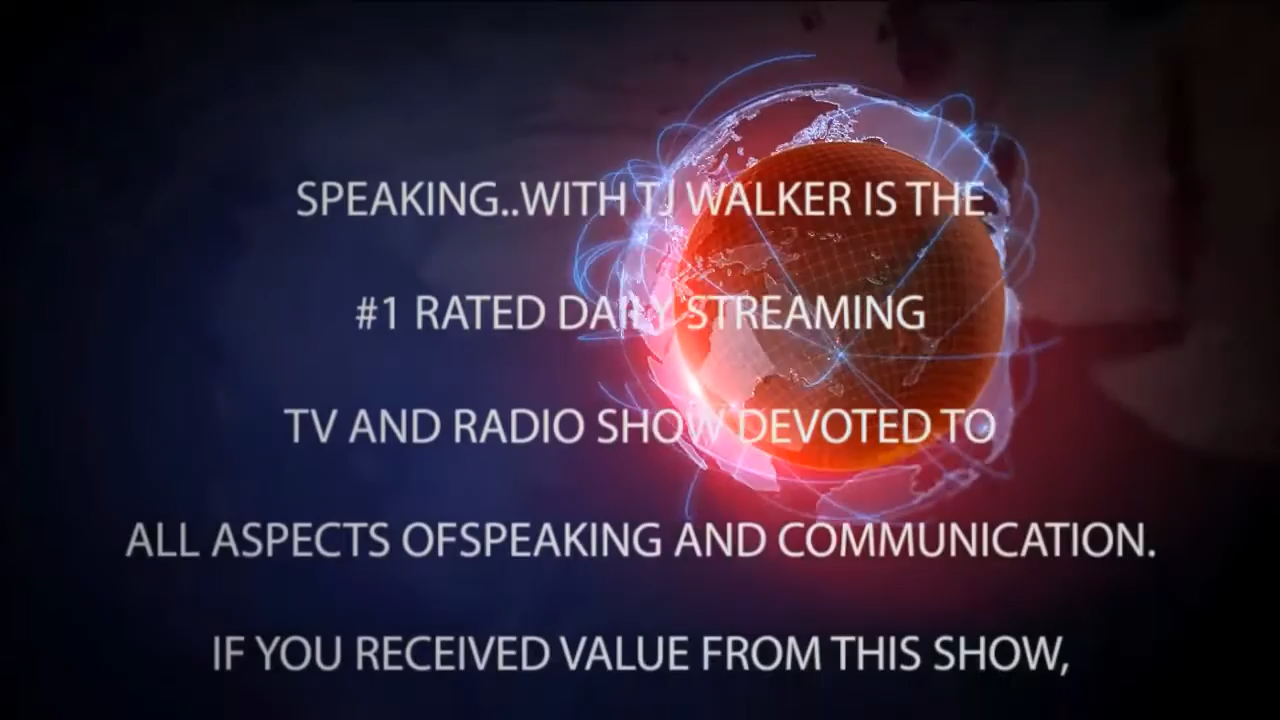 SPEAKING..WITH TJ WALKER IS THE
#1 RATED DAILY STREAMING
TV AND RADIO SHOW DEVOTED TO
ALL ASPECTS OFSPEAKING AND COMMUNICATION.
IF YOU RECEIVED VALUE FROM THIS SHOW,